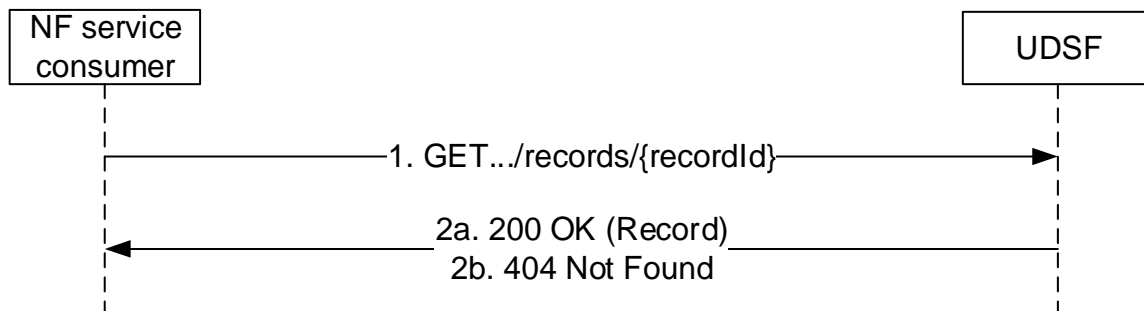 NF service
consumer
UDSF
1. GET.../records/{recordId}
2a. 200 OK (Record)
2b. 404 Not Found